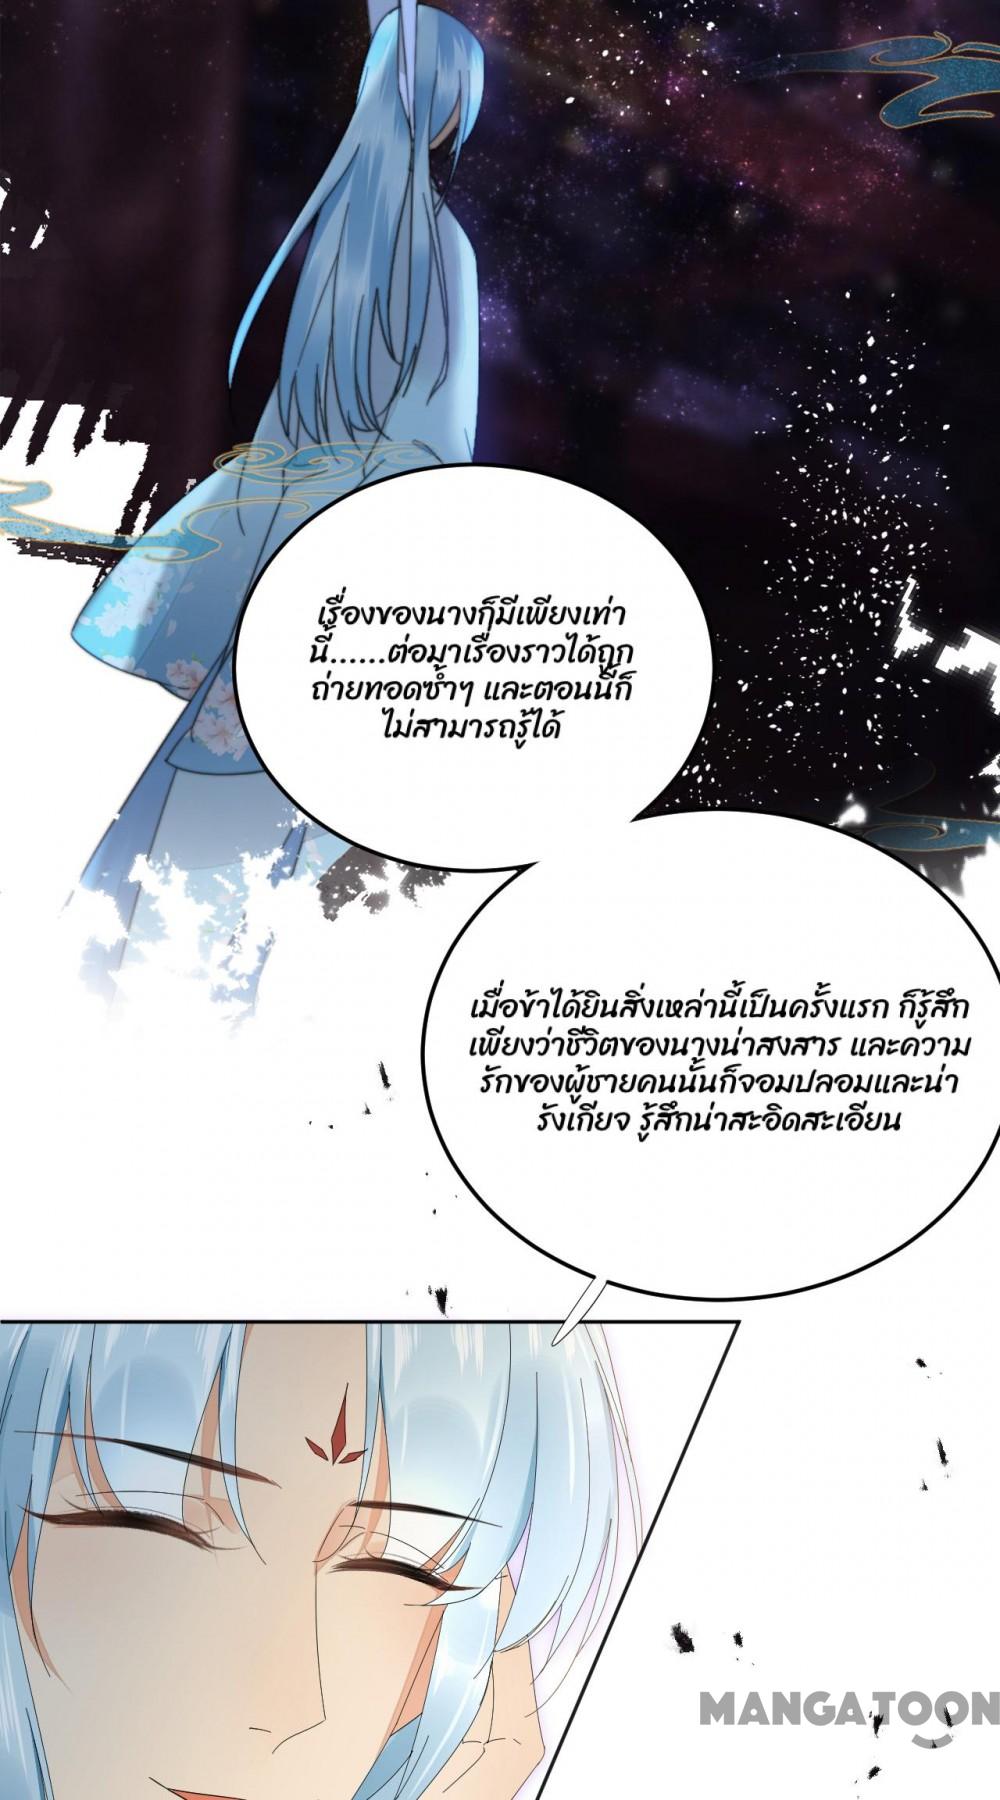 เรื่องของนางก็มีเพียงเท่า
นี้......ต่อมาเรื่องราวได้ถูก
ถ่ายทอดซ้ำๆ และตอนนี้ก็
ไม่สามารถรู้ได้
เมื่อข้าได้ยินสิ่งเหล่านี้เป็นครั้งแรก ก็รู้สึก
เพียงว่าชีวิตของนางน่าสงสาร และความ
รักของผู้ชายคนนั้นก็จอมปลอมและน่า
รังเกียจ รู้สึกน่าสะอิดสะเอียน
MANGATOON